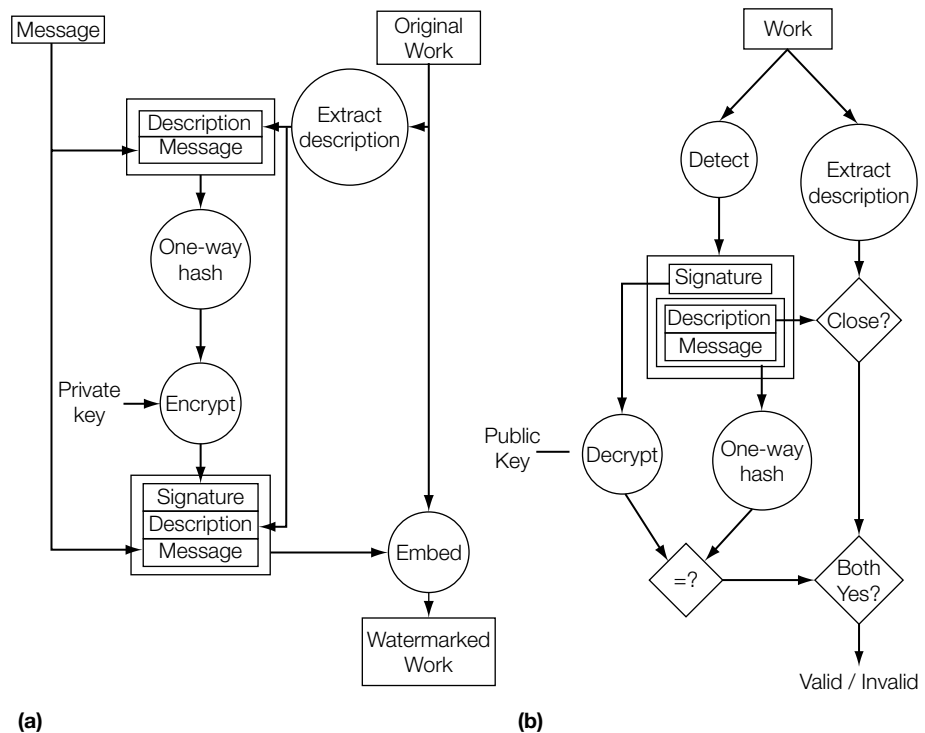 Message
Original
Work
Description
Message
Extract
description
One-way
hash
Private
key
Encrypt
Signature
Description
Message
Embed
Watermarked
Work
(a)
Work
Detect
Extract
description
Signature
Description
Message
Close?
Public
Key
Decrypt
One-way
hash
=?
Both
Yes?
Valid / Invalid
(b)